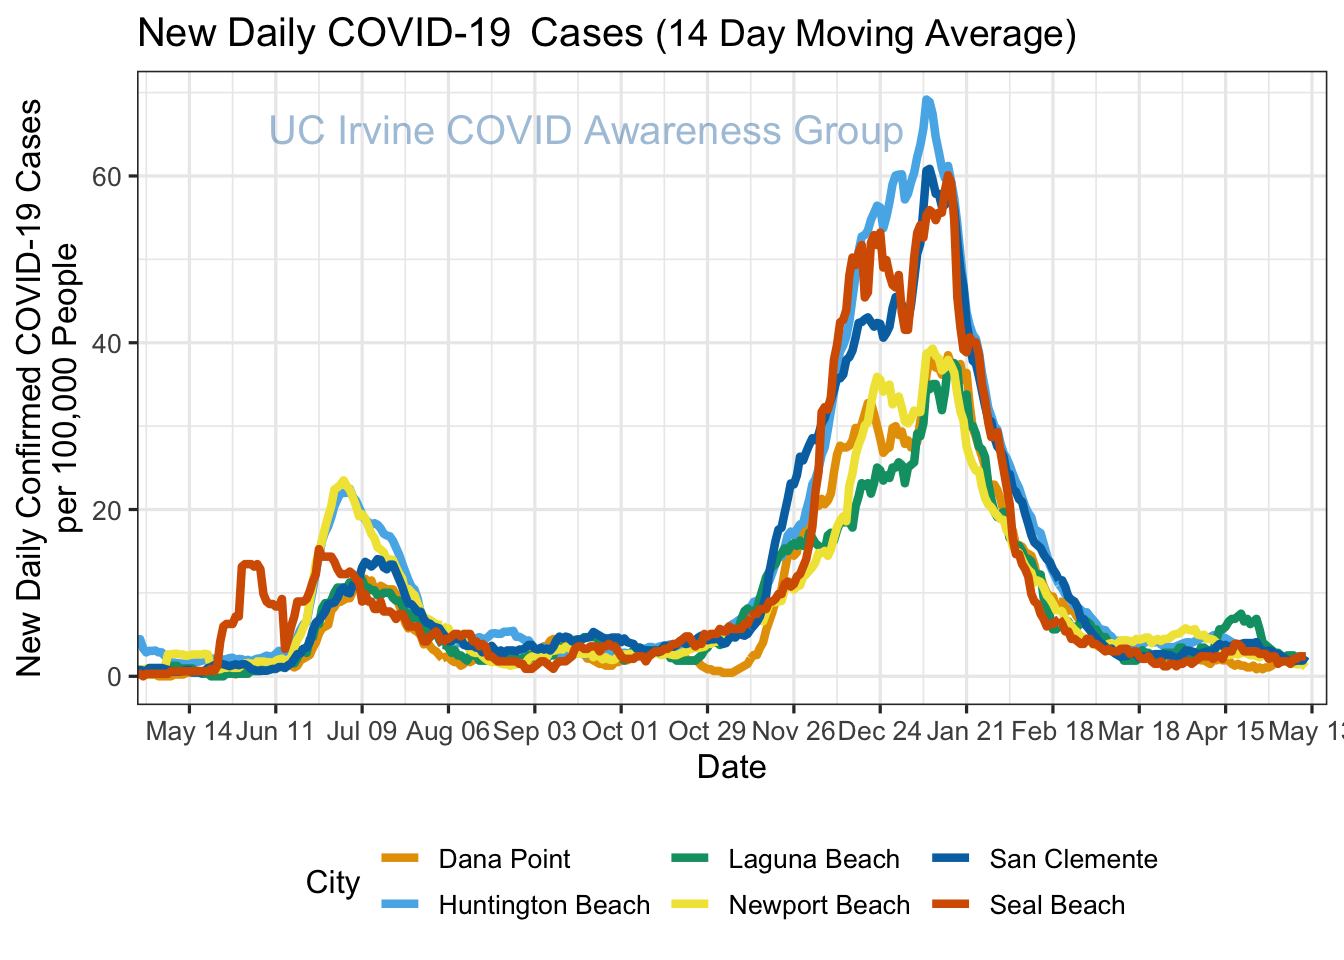 New Daily COVID-19  Cases (14 Day Moving Average)
UC Irvine COVID Awareness Group
New Daily Confirmed COVID-19 Cases
per 100,000 People
60
40
20
0
May 14 Jun 11 Jul 09 Aug 06 Sep 03 Oct 01 Oct 29 Nov 26 Dec 24 Jan 21 Feb 18 Mar 18 Apr 15 May 13
Date
City
Dana Point Laguna Beach San Clemente
Huntington Beach Newport Beach Seal Beach